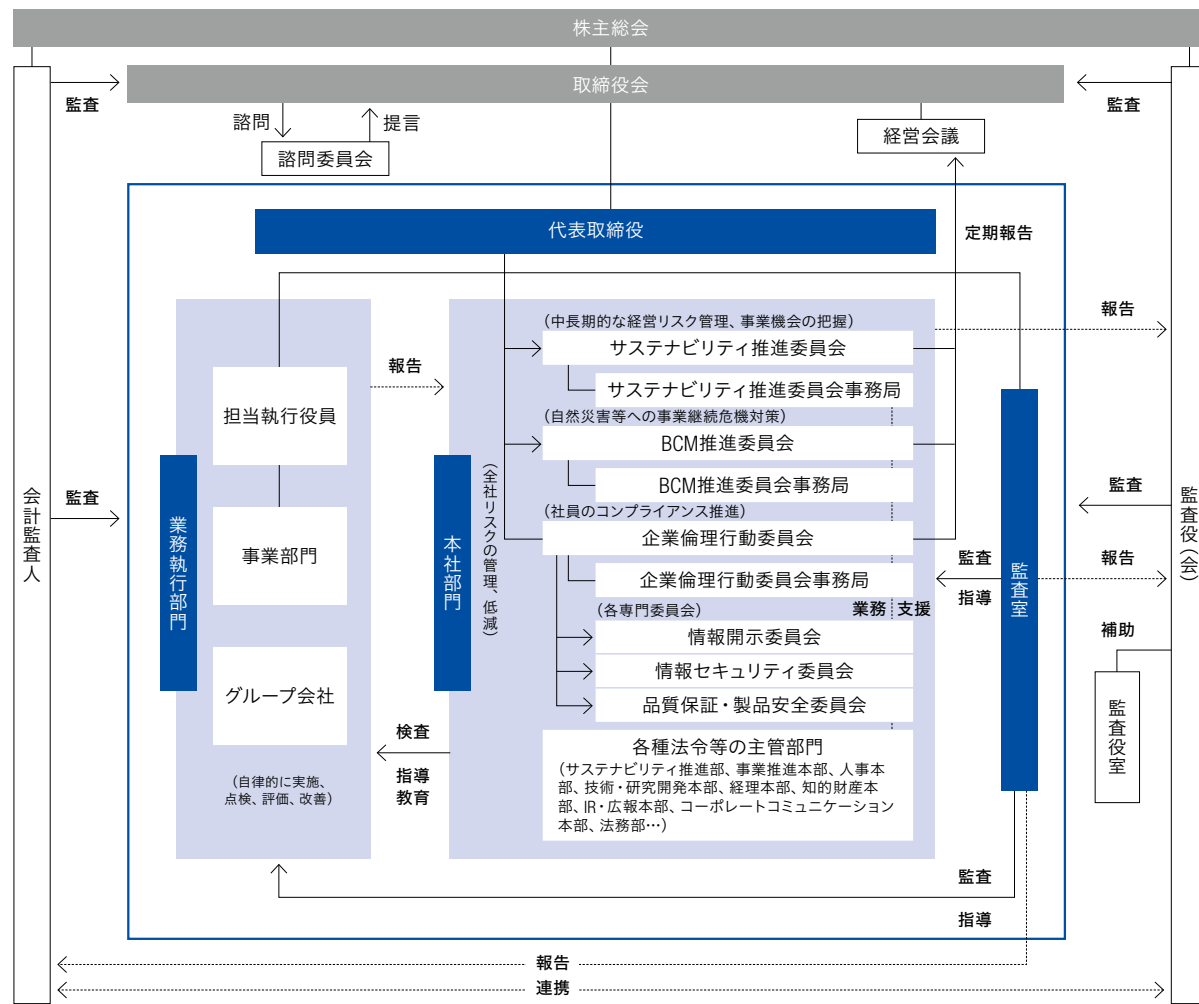 株主総会
取締役会
監査
監査
諮問
提言
諮問委員会
経営会議
代表取締役
定期報告
報告
(中長期的な経営リスク管理、事業機会の把握)
サステナビリティ推進委員会
報告
サステナビリティ推進委員会事務局
担当執行役員
(自然災害等への事業継続危機対策)
BCM推進委員会
BCM推進委員会事務局
会計監査人
監査
業務執行部門
事業部門
本社部門
(全社リスクの管理、低減)
(社員のコンプライアンス推進)
企業倫理行動委員会
企業倫理行動委員会事務局
監査
指導
監査室
監査
報告
監査役(会)
(各専門委員会)
業務
支援
情報開示委員会
情報セキュリティ委員会
品質保証・製品安全委員会
補助
監査役室
グループ会社
検査
指導
教育
(自律的に実施、
点検、評価、改善)
各種法令等の主管部門
(サステナビリティ推進部、事業推進本部、人事本
部、技術・研究開発本部、経理本部、知的財産本
部、IR・広報本部、コーポレートコミュニケーション
本部、法務部…)
監査
指導
報告
連携